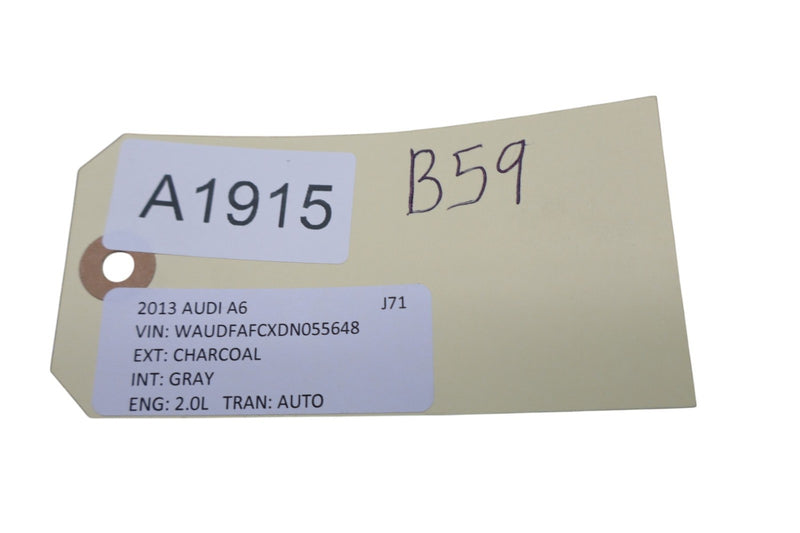 A1915
B59
2013 AUDI A6 J71
VIN: WAUDFAFCXDN055648
EXT: CHARCOAL
INT: GRAY
ENG: 2.0L TRAN: AUTO